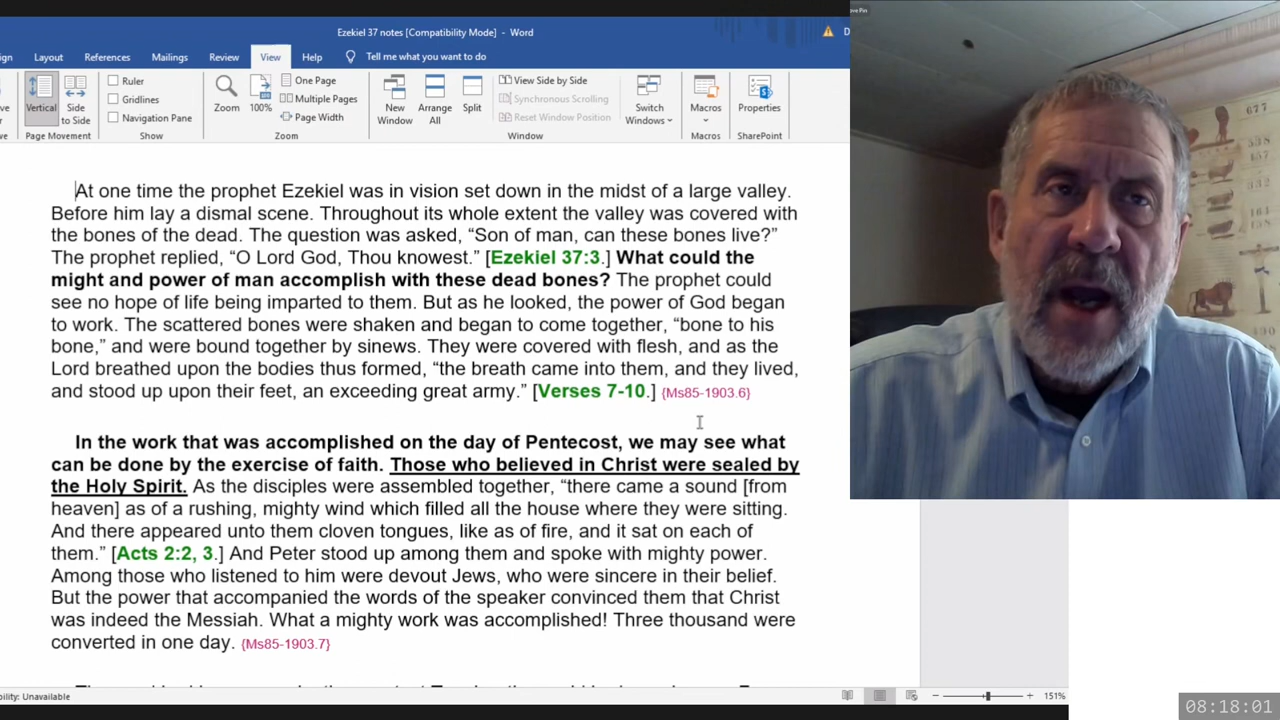 Ezekiel 37 notes [Compatibility Mode] - Word
D
ove Pin
ign Layout References Mailings Review View Help Tell me what you want to do
Vertical
Side to Side
Page Movement
Ruler
Gridlines
Navigation Pane
Show
Zoom
100%
One Page
Multiple Pages
Page Width
Zoom
New Window
Arrange All
Split
View Side by Side
Synchronous Scrolling
Reset Window Position
Window
Switch Windows
Macros
Macros
Properties
SharePoint
At one time the prophet Ezekiel was in vision set down in the midst of a large valley.
Before him lay a dismal scene. Throughout its whole extent the valley was covered with
the bones of the dead. The question was asked, “Son of man, can these bones live?”
The prophet replied, “O Lord God, Thou knowest.” [Ezekiel 37:3.] What could the
might and power of man accomplish with these dead bones? The prophet could
see no hope of life being imparted to them. But as he looked, the power of God began
to work. The scattered bones were shaken and began to come together, “bone to his
bone,” and were bound together by sinews. They were covered with flesh, and as the
Lord breathed upon the bodies thus formed, “the breath came into them, and they lived,
and stood up upon their feet, an exceeding great army.” [Verses 7-10.] {Ms85-1903.6}
In the work that was accomplished on the day of Pentecost, we may see what
can be done by the exercise of faith. Those who believed in Christ were sealed by
the Holy Spirit. As the disciples were assembled together, “there came a sound [from
heaven] as of a rushing, mighty wind which filled all the house where they were sitting.
And there appeared unto them cloven tongues, like as of fire, and it sat on each of
them.” [Acts 2:2, 3.] And Peter stood up among them and spoke with mighty power.
Among those who listened to him were devout Jews, who were sincere in their belief.
But the power that accompanied the words of the speaker convinced them that Christ
was indeed the Messiah. What a mighty work was accomplished! Three thousand were
converted in one day. {Ms85-1903.7}
bility: Unavailable
151%
677
538
08:18:01